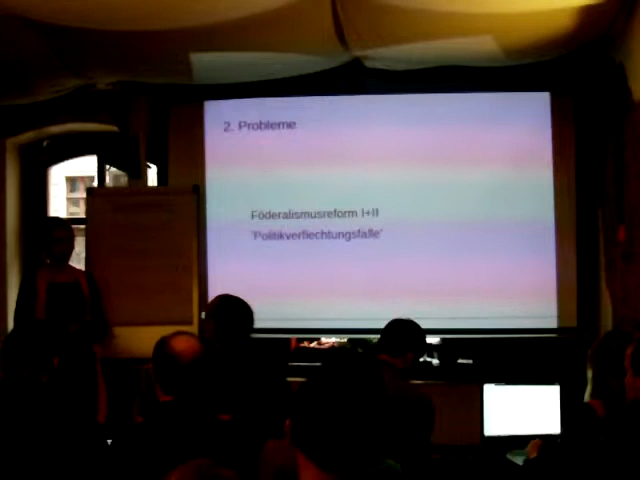 2. Probleme
Föderalismusreform I+II
'Politikverflechtungsfalle'